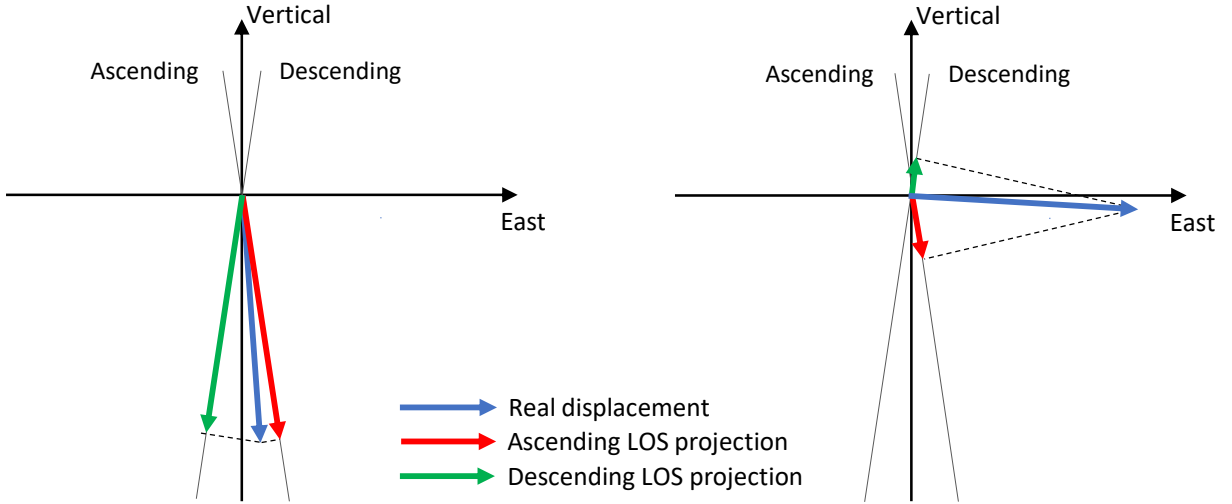 Vertical
Ascending
Descending
East
Vertical
Ascending
Descending
East
Real displacement
Ascending LOS projection
Descending LOS projection